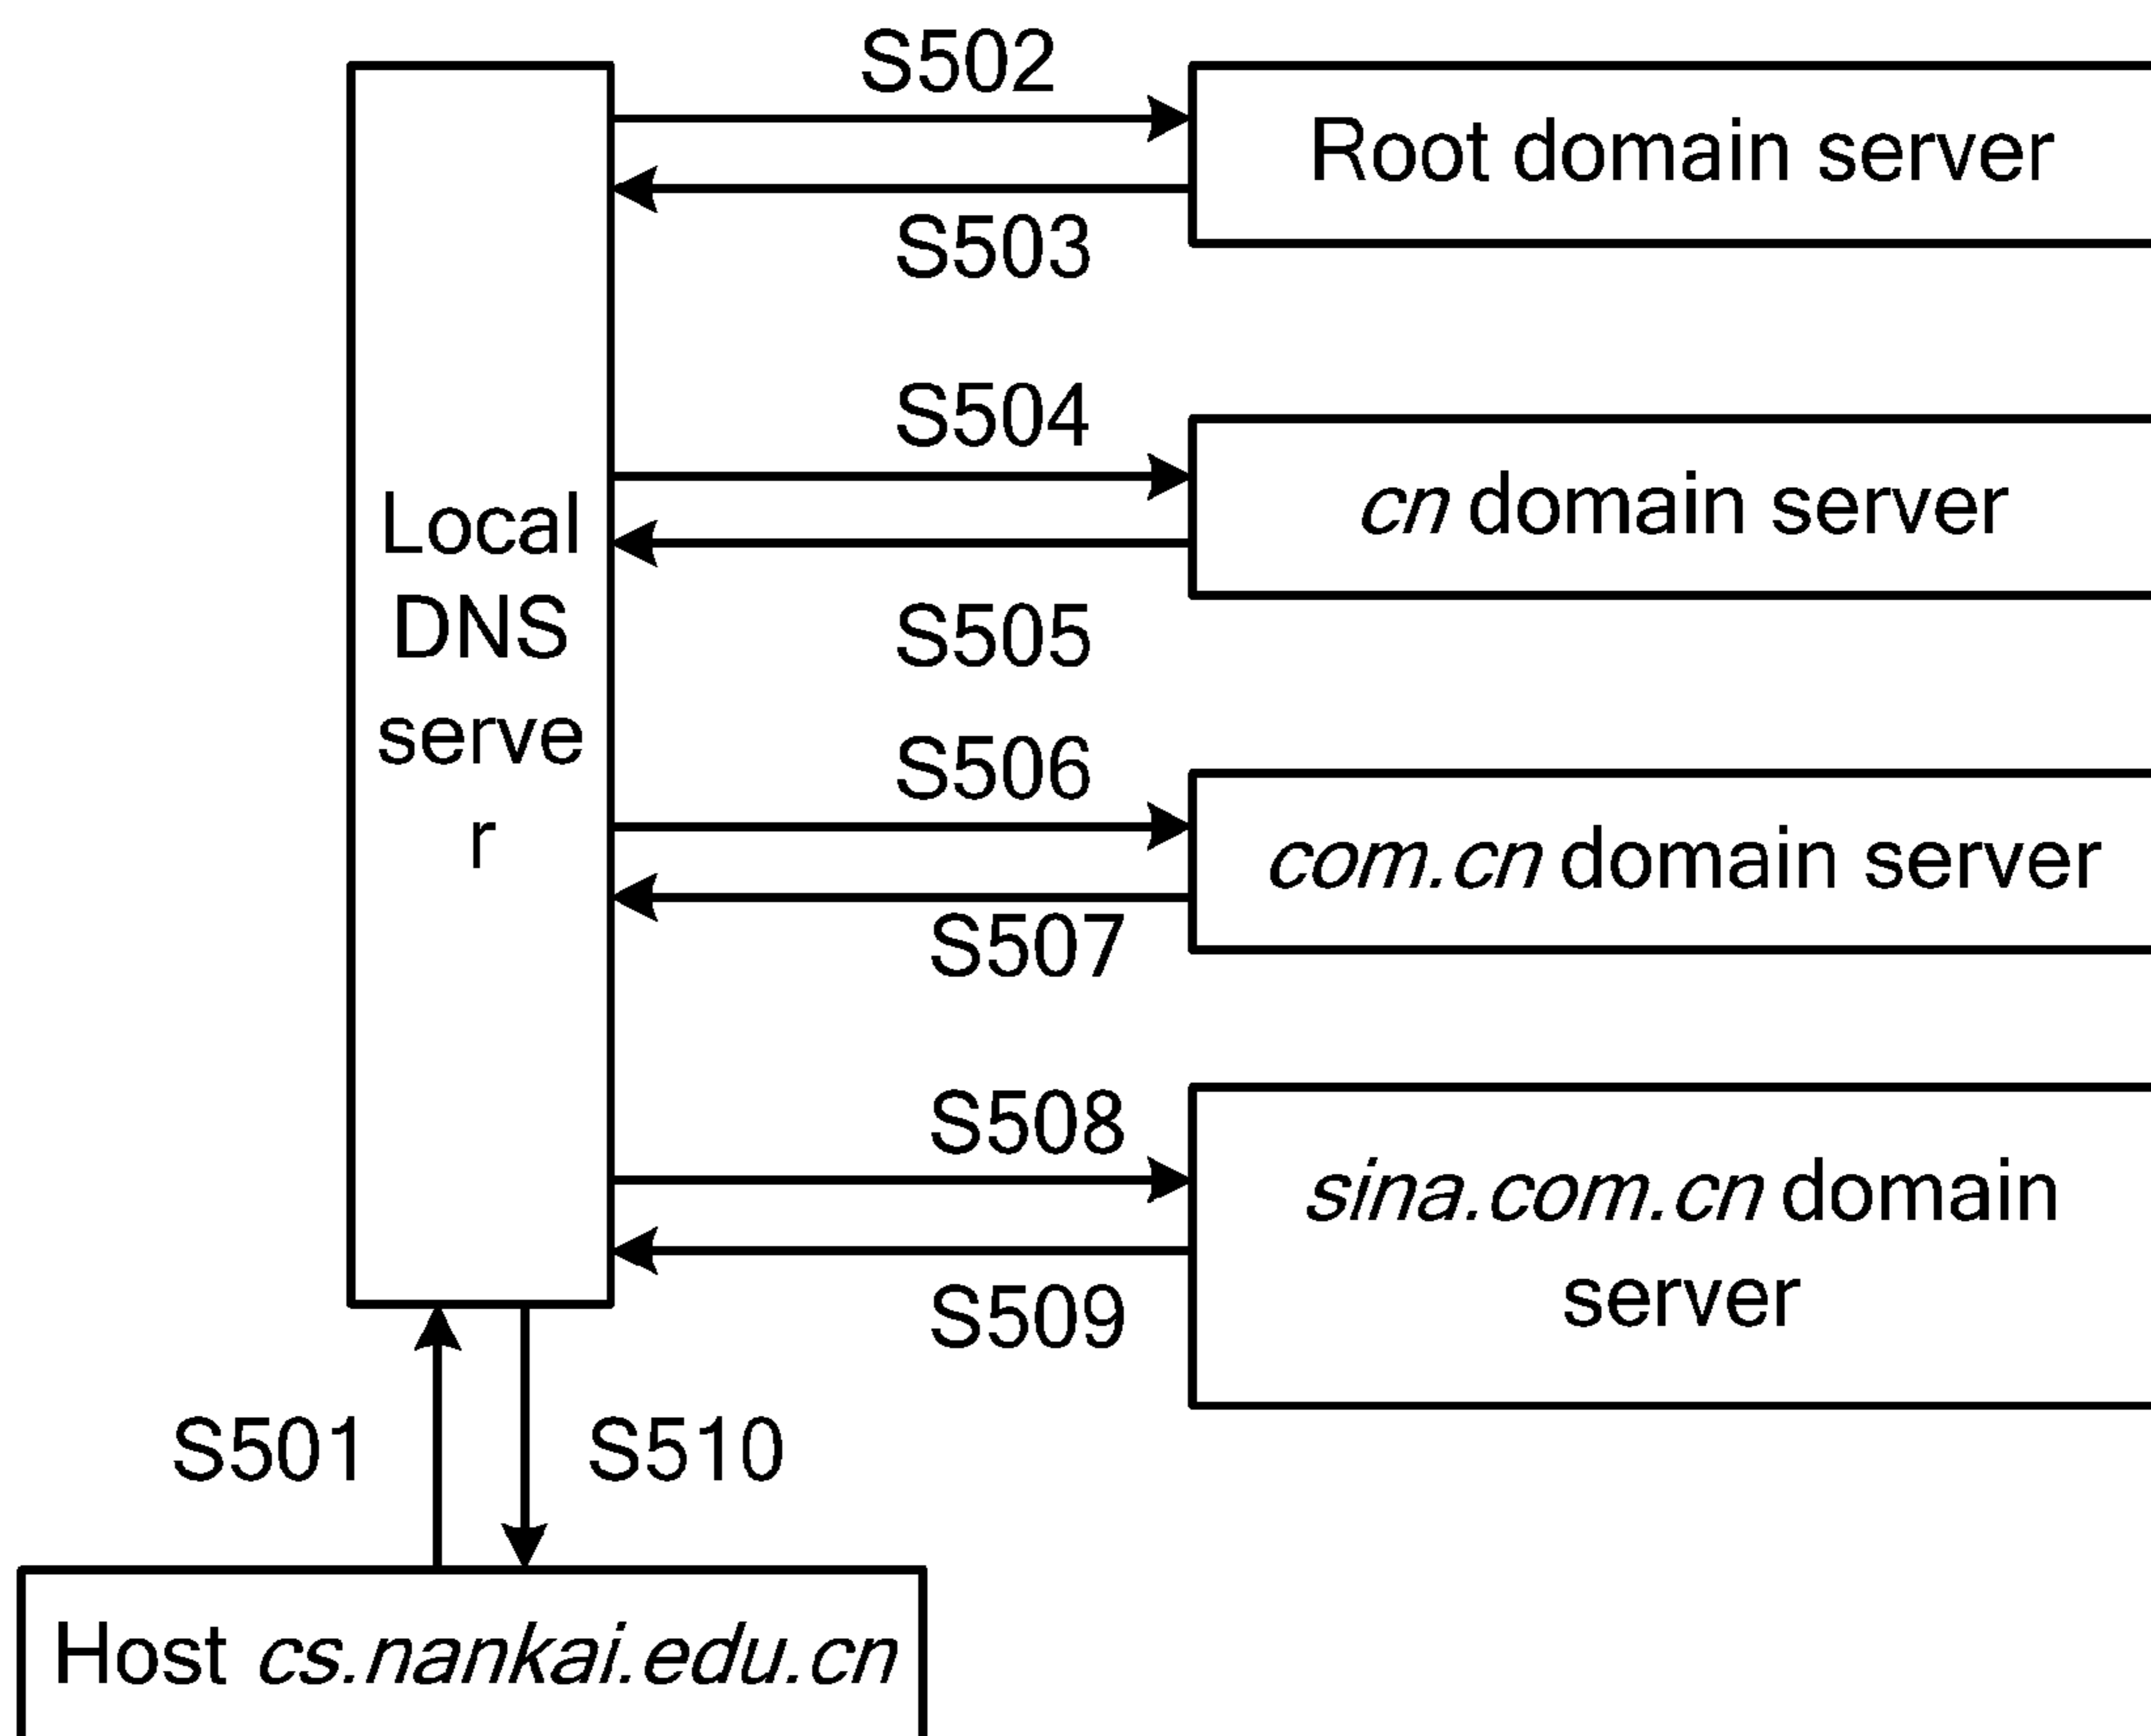 S502
Root domain server
S503
S504
cn domain server
S505
Local
DNS
serve
r
S506
com.cn domain server
S507
S508
sina.com.cn domain
server
S509
S501
S510
Host cs.nankai.edu.cn